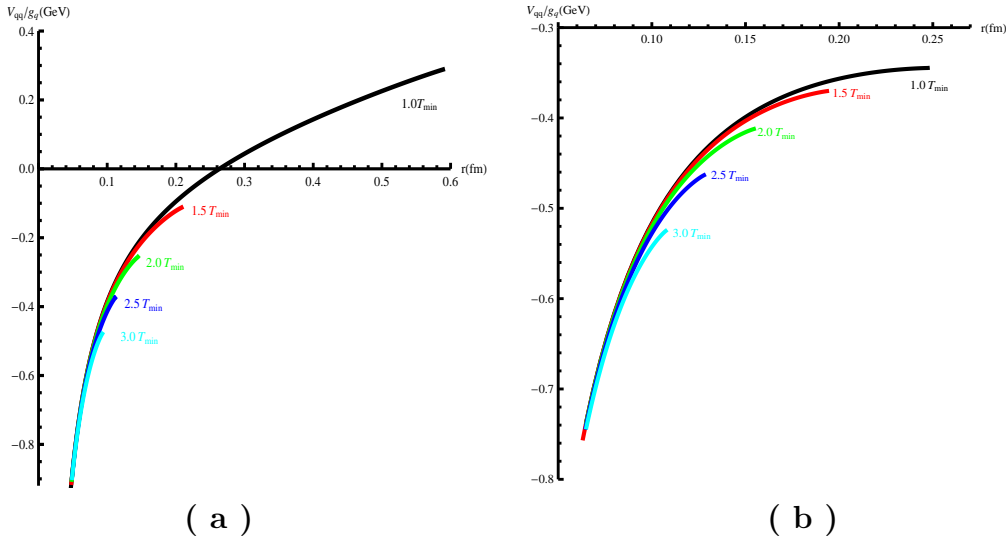 V_qq/g_q(GeV)
0.4
0.2
0.0
−0.2
−0.4
−0.6
−0.8
0.1 0.2 0.3 0.4 0.5 0.6
r(fm)
1.0T_min
1.5 T_min
2.0 T_min
2.5 T_min
3.0 T_min
( a )
V_qq/g_q(GeV)
−0.3
−0.4
−0.5
−0.6
−0.7
−0.8
0.10 0.15 0.20 0.25
r(fm)
1.0 T_min
1.5 T_min
2.0 T_min
2.5 T_min
3.0 T_min
( b )